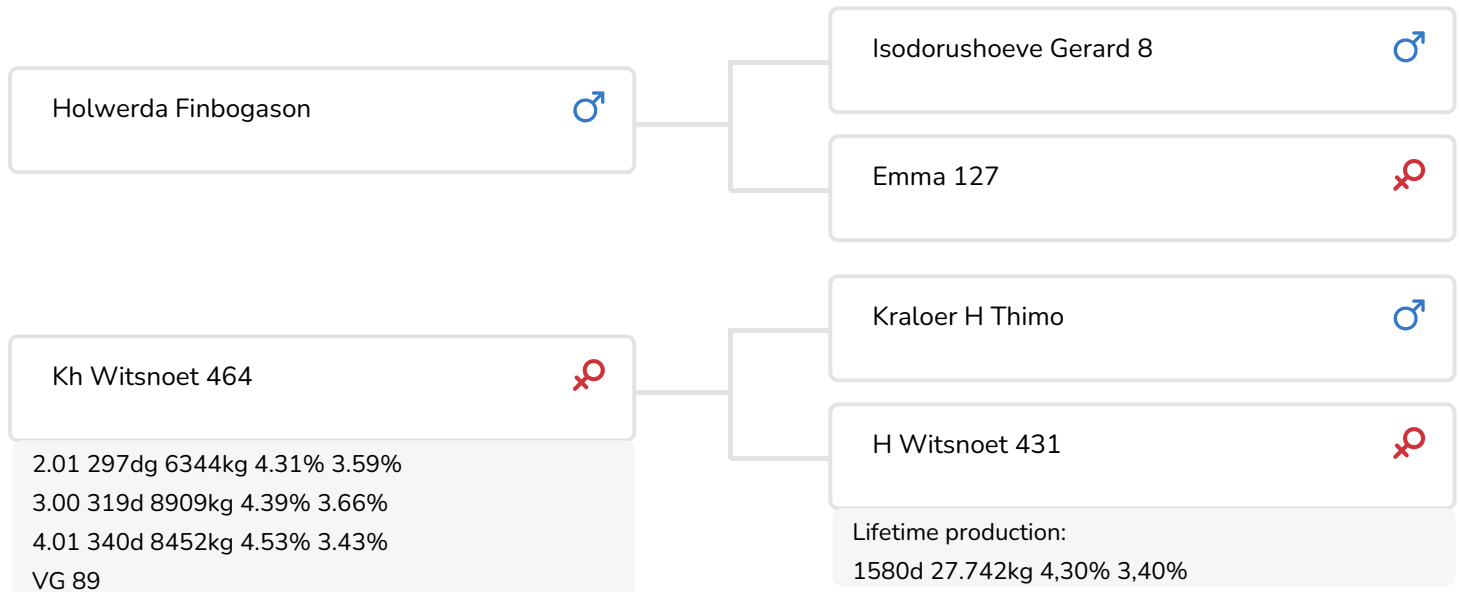 Holwerda Finbogason
Isodorushoeve Gerard 8
Emma 127
Kh Witsnoet 464
2.01 297dg 6344kg 4.31% 3.59%
3.00 319d 8909kg 4.39% 3.66%
4.01 340d 8452kg 4.53% 3.43%
VG 89
Kraloer H Thimo
H Witsnoet 431
Lifetime production:
1580d 27.742kg 4,30% 3,40%